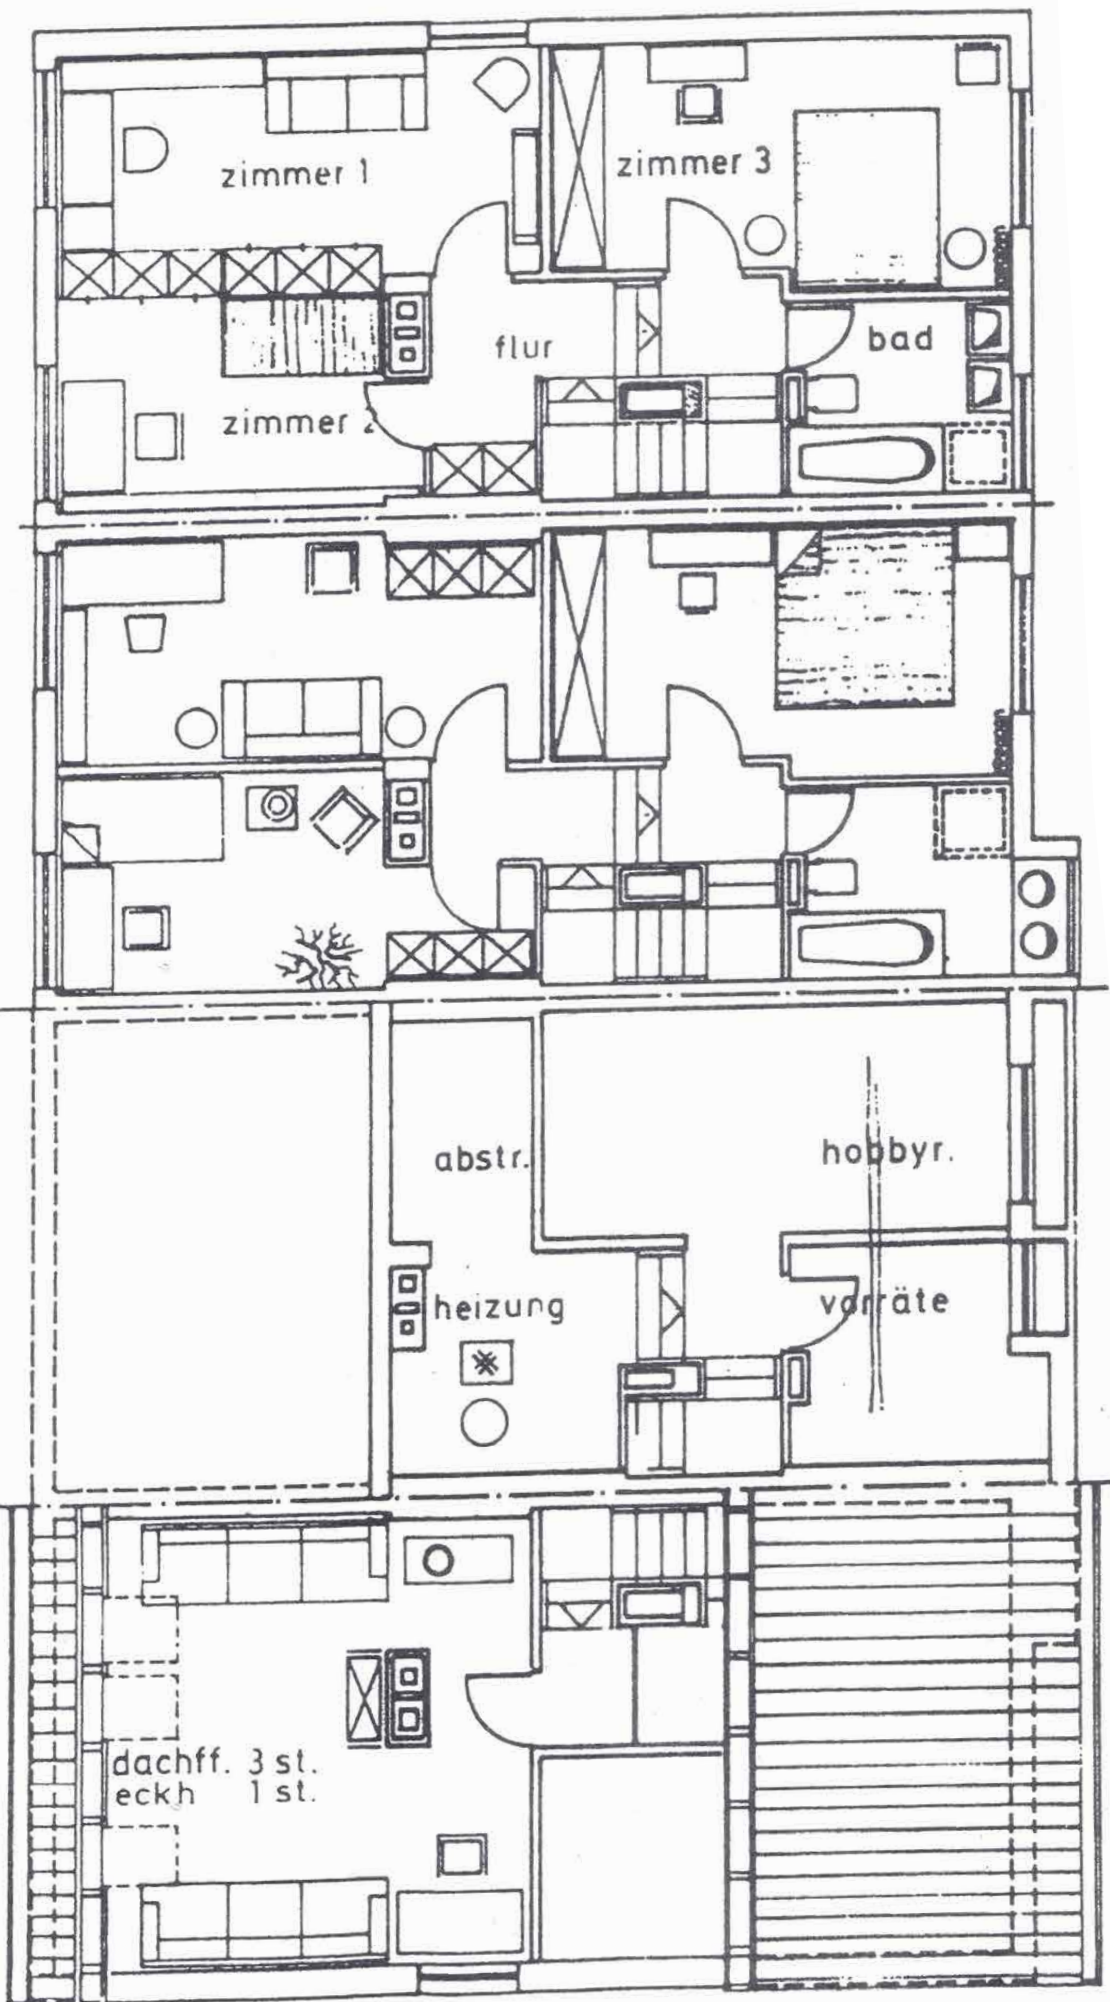 zimmer 1
zimmer 3
flur
bad
zimmer 2
abstr.
hobbyr.
heizung
vorräte
dachff. 3 st.
eckh 1 st.